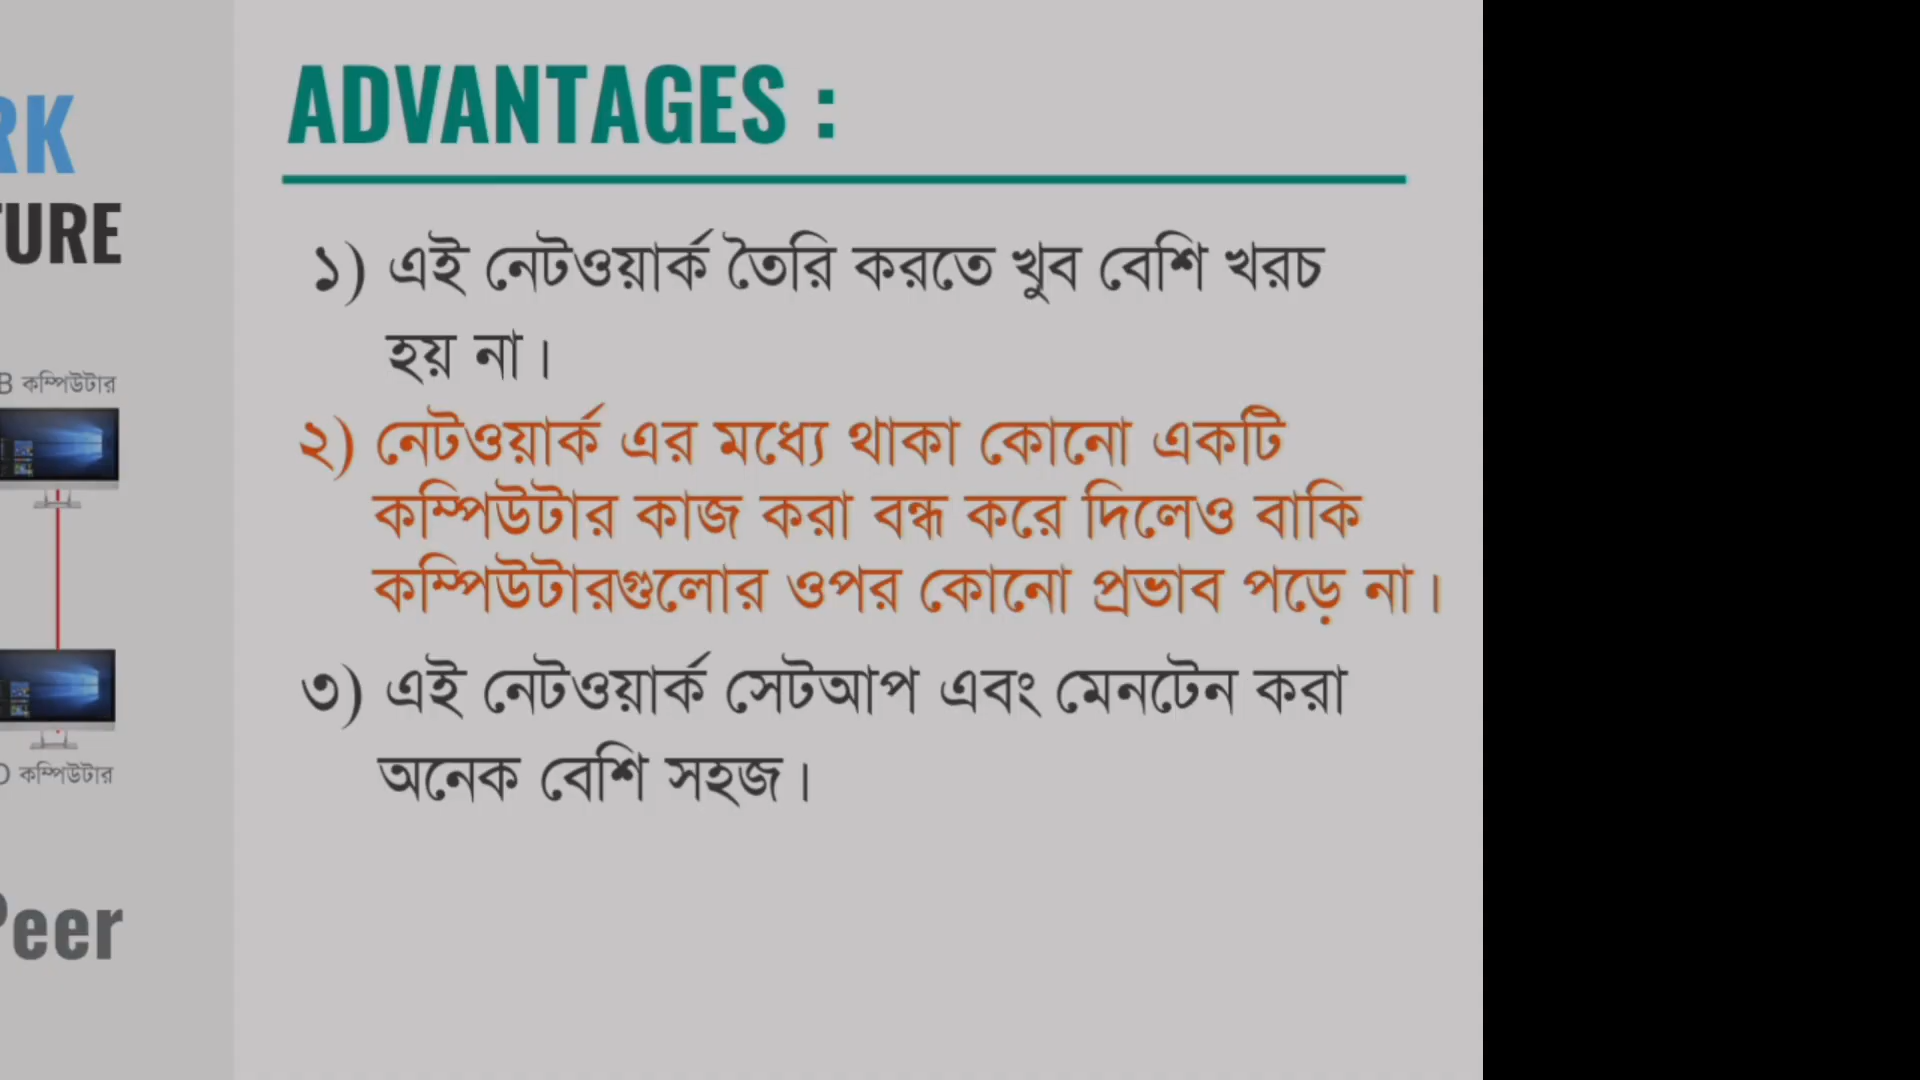 RK
TURE
B কম্পিউটার
D কম্পিউটার
Peer
ADVANTAGES :
১) এই নেটওয়ার্ক তৈরি করতে খুব বেশি খরচ
হয় না।
২) নেটওয়ার্ক এর মধ্যে থাকা কোনো একটি
কম্পিউটার কাজ করা বন্ধ করে দিলেও বাকি
কম্পিউটারগুলোর ওপর কোনো প্রভাব পড়ে না।
৩) এই নেটওয়ার্ক সেটআপ এবং মেনটেন করা
অনেক বেশি সহজ।